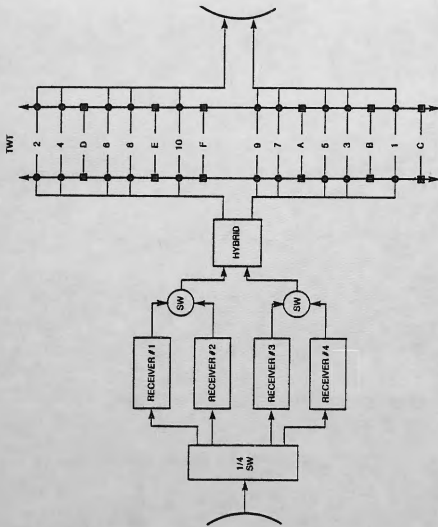 TWT
2
4
D
6
8
E
10
F
9
7
A
5
3
B
1
C
HYBRID
SW
SW
RECEIVER #1
RECEIVER #2
RECEIVER #3
RECEIVER #4
1/4
SW